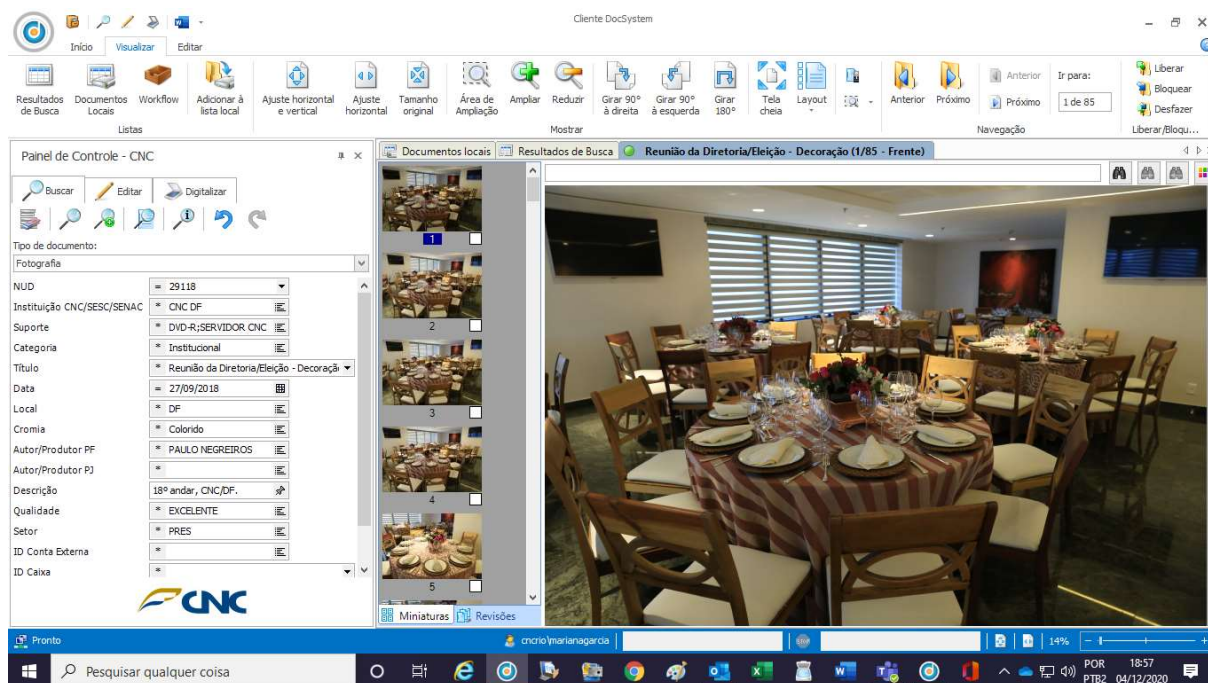 Cliente DocSystem
Início Visualizar Editar
Resultados de Busca
Documentos Locais
Workflow
Adicionar à lista local
Listas
Ajuste horizontal e vertical
Ajuste horizontal
Tamanho original
Área de Ampliação
Ampliar
Reduzir
Girar 90° à direita
Girar 90° à esquerda
Girar 180°
Tela cheia
Layout
Mostrar
Anterior
Próximo
Anterior
Próximo
Ir para:
1 de 85
Navegação
Liberar
Bloquear
Desfazer
Liberar/Bloqu...
Painel de Controle - CNC
Buscar Editar Digitalizar
Tipo de documento:
Fotografia
NUD = 29118
Instituição CNC/SESC/SENAC * CNC DF
Suporte * DVD-R;SERVIDOR CNC
Categoria * Institucional
Título * Reunião da Diretoria/Eleição - Decoraçã
Data = 27/09/2018
Local * DF
Cromia * Colorido
Autor/Produtor PF * PAULO NEGREIROS
Autor/Produtor PJ *
Descrição 18º andar, CNC/DF.
Qualidade * EXCELENTE
Setor * PRES
ID Conta Externa *
ID Caixa *
CNC
Documentos locais Resultados de Busca Reunião da Diretoria/Eleição - Decoração (1/85 - Frente)
1
2
3
4
5
Miniaturas Revisões
Pronto cncrio\marianagarcia 14%
Pesquisar qualquer coisa
POR 18:57
PTB2 04/12/2020